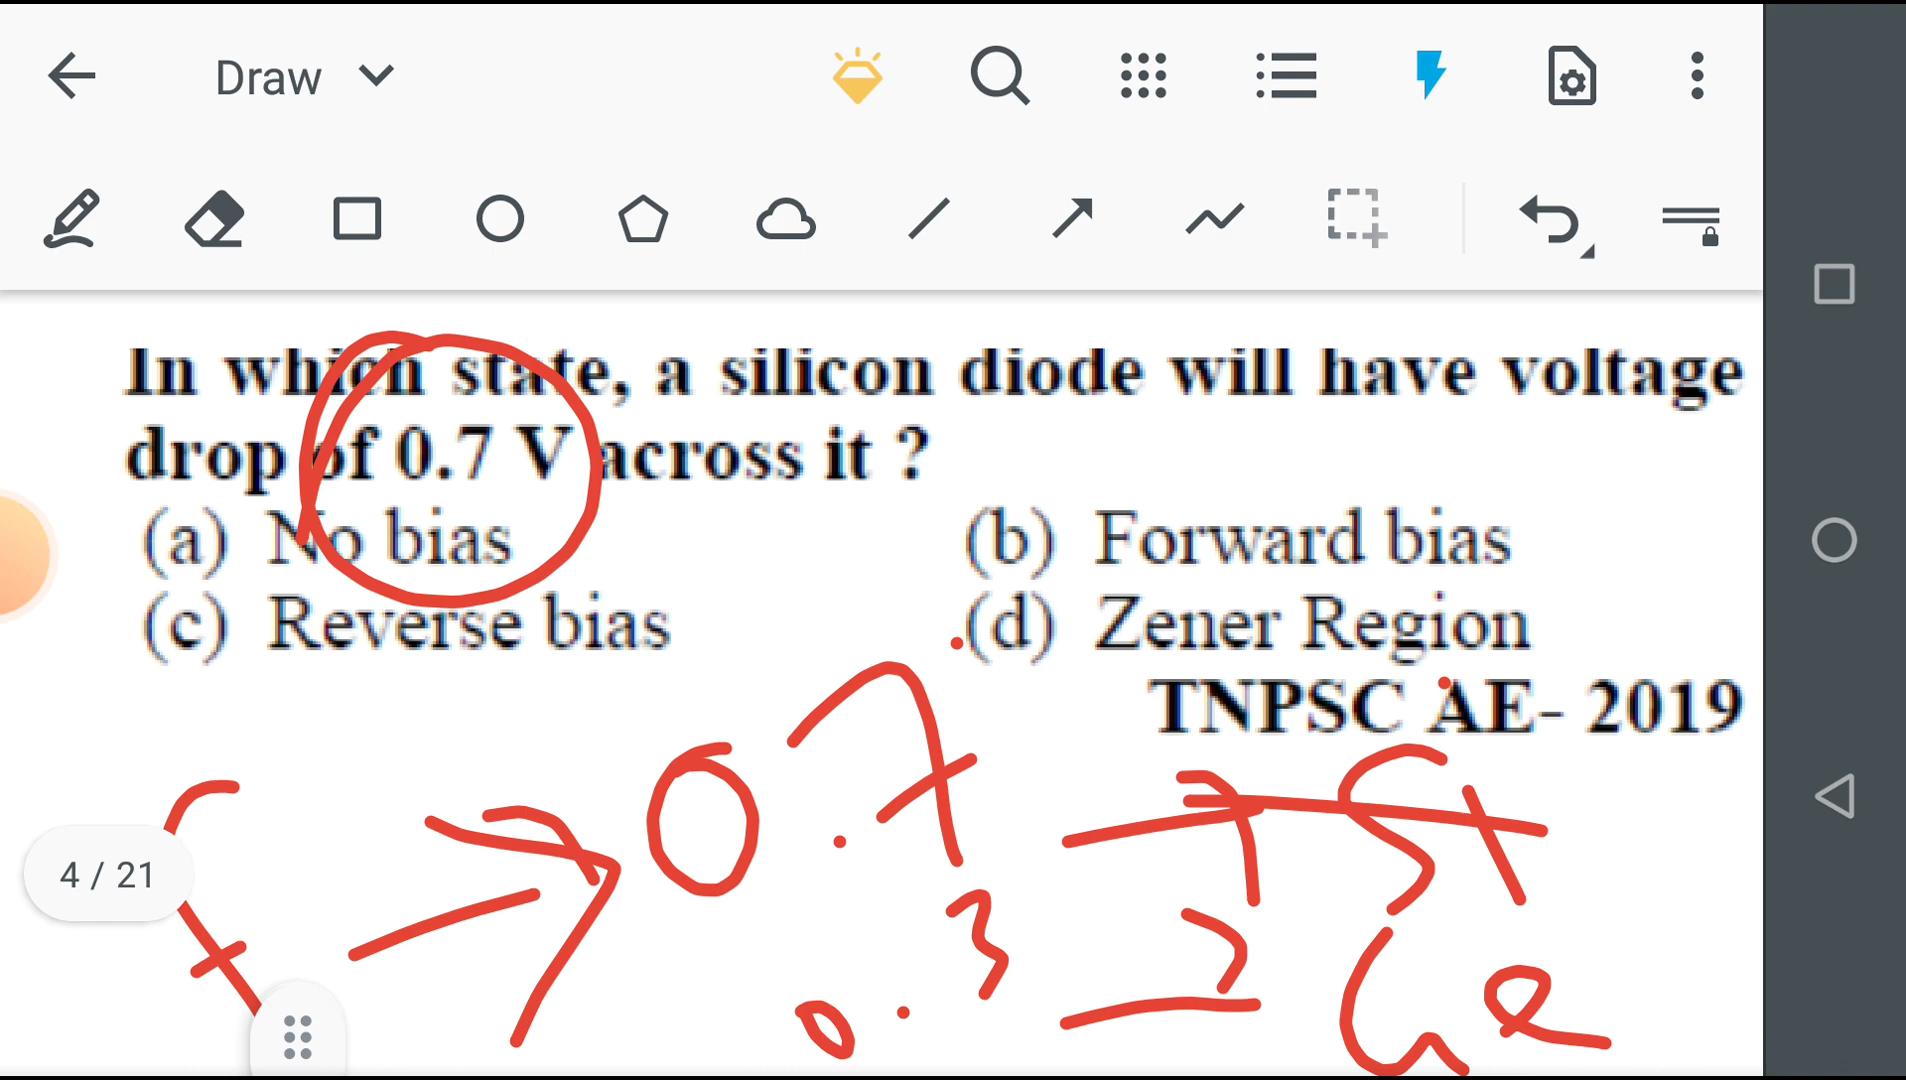 Draw
In which state, a silicon diode will have voltage
drop of 0.7 V across it ?
(a) No bias (b) Forward bias
(c) Reverse bias (d) Zener Region
TNPSC AE- 2019
0.7 Si
4 / 21
0.3 Ge